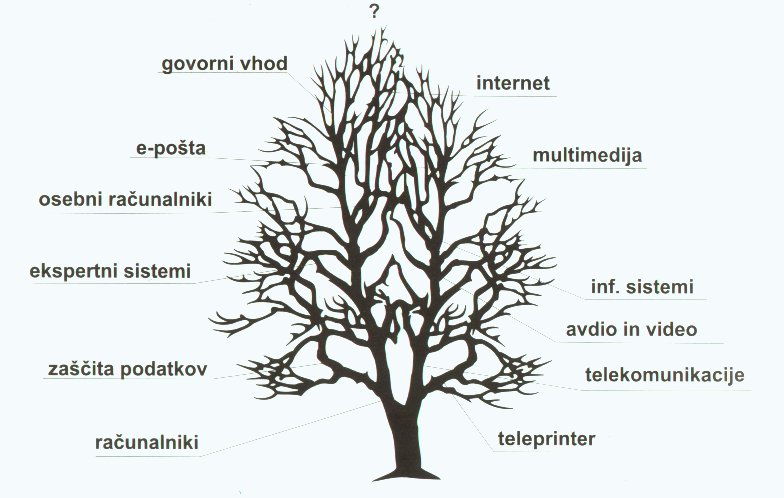 ?
govorni vhod
internet
e-pošta
multimedija
osebni računalniki
ekspertni sistemi
inf. sistemi
avdio in video
zaščita podatkov
telekomunikacije
računalniki
teleprinter